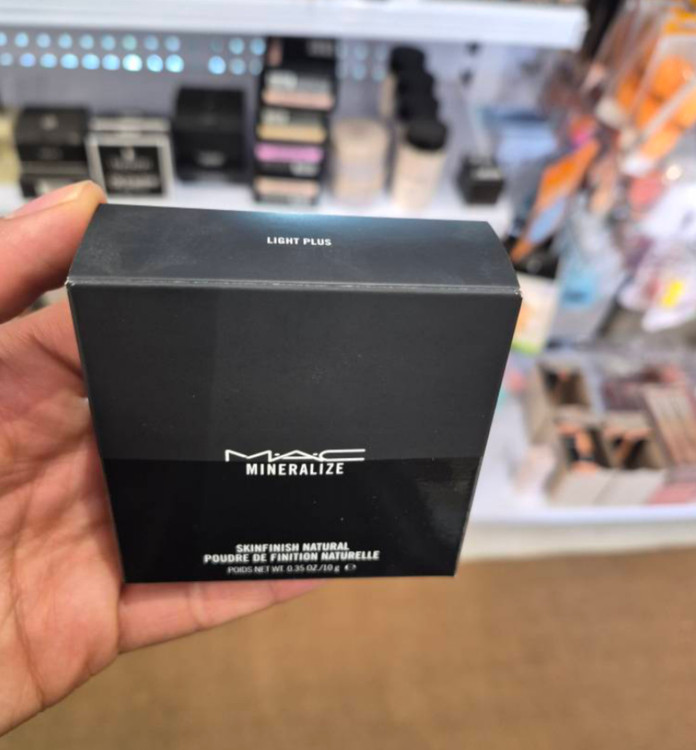 LIGHT PLUS
M·A·C
MINERALIZE
SKINFINISH NATURAL
POUDRE DE FINITION NATURELLE
POIDS NET WT. 0.35 OZ./10 g ℮